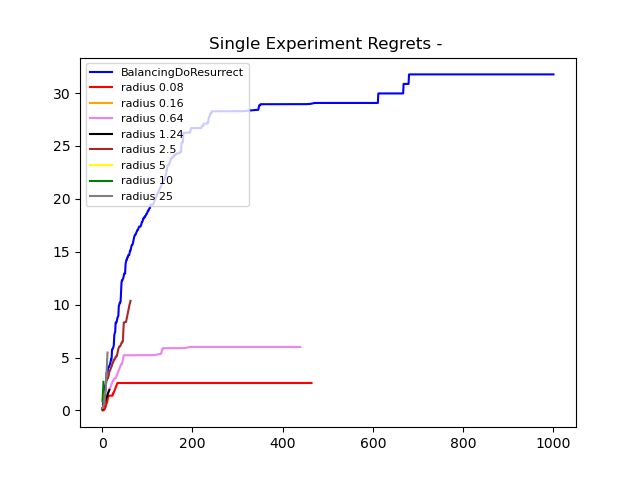 Single Experiment Regrets -
BalancingDoResurrect
radius 0.08
radius 0.16
radius 0.64
radius 1.24
radius 2.5
radius 5
radius 10
radius 25
30
25
20
15
10
5
0
0 200 400 600 800 1000